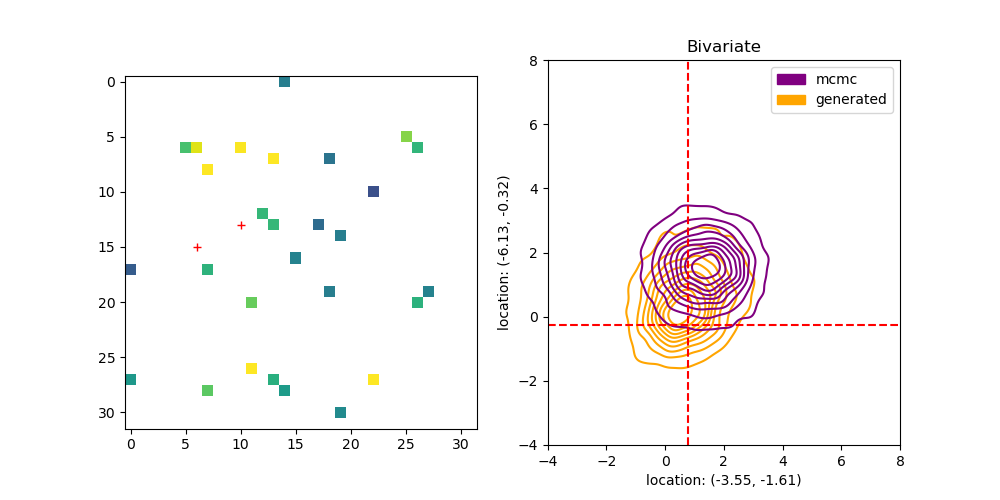 0
5
10
15
20
25
30
0 5 10 15 20 25 30
Bivariate
mcmc
generated
location: (-6.13, -0.32)
8
6
4
2
0
−2
−4
−4 −2 0 2 4 6 8
location: (-3.55, -1.61)